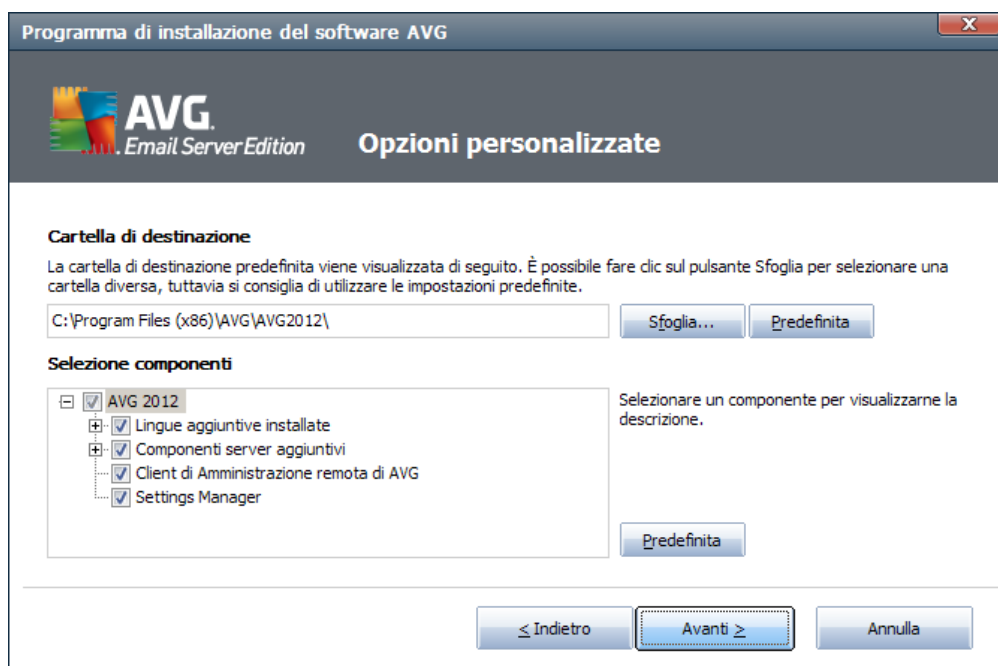 Programma di installazione del software AVG
AVG.
Email Server Edition
Opzioni personalizzate
Cartella di destinazione
La cartella di destinazione predefinita viene visualizzata di seguito. È possibile fare clic sul pulsante Sfoglia per selezionare una
cartella diversa, tuttavia si consiglia di utilizzare le impostazioni predefinite.
C:\Program Files (x86)\AVG\AVG2012\
Sfoglia...
Predefinita
Selezione componenti
AVG 2012
Lingue aggiuntive installate
Componenti server aggiuntivi
Client di Amministrazione remota di AVG
Settings Manager
Selezionare un componente per visualizzarne la
descrizione.
Predefinita
< Indietro
Avanti >
Annulla